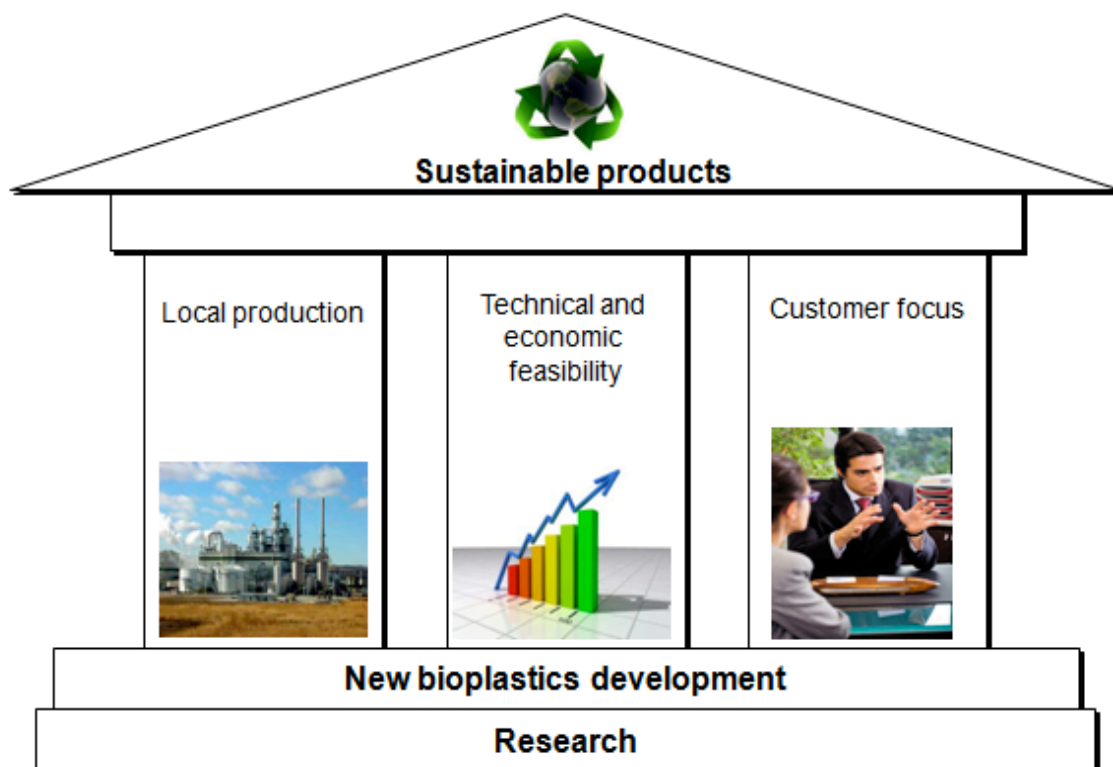 Sustainable products
Local production
Technical and
economic
feasibility
Customer focus
New bioplastics development
Research